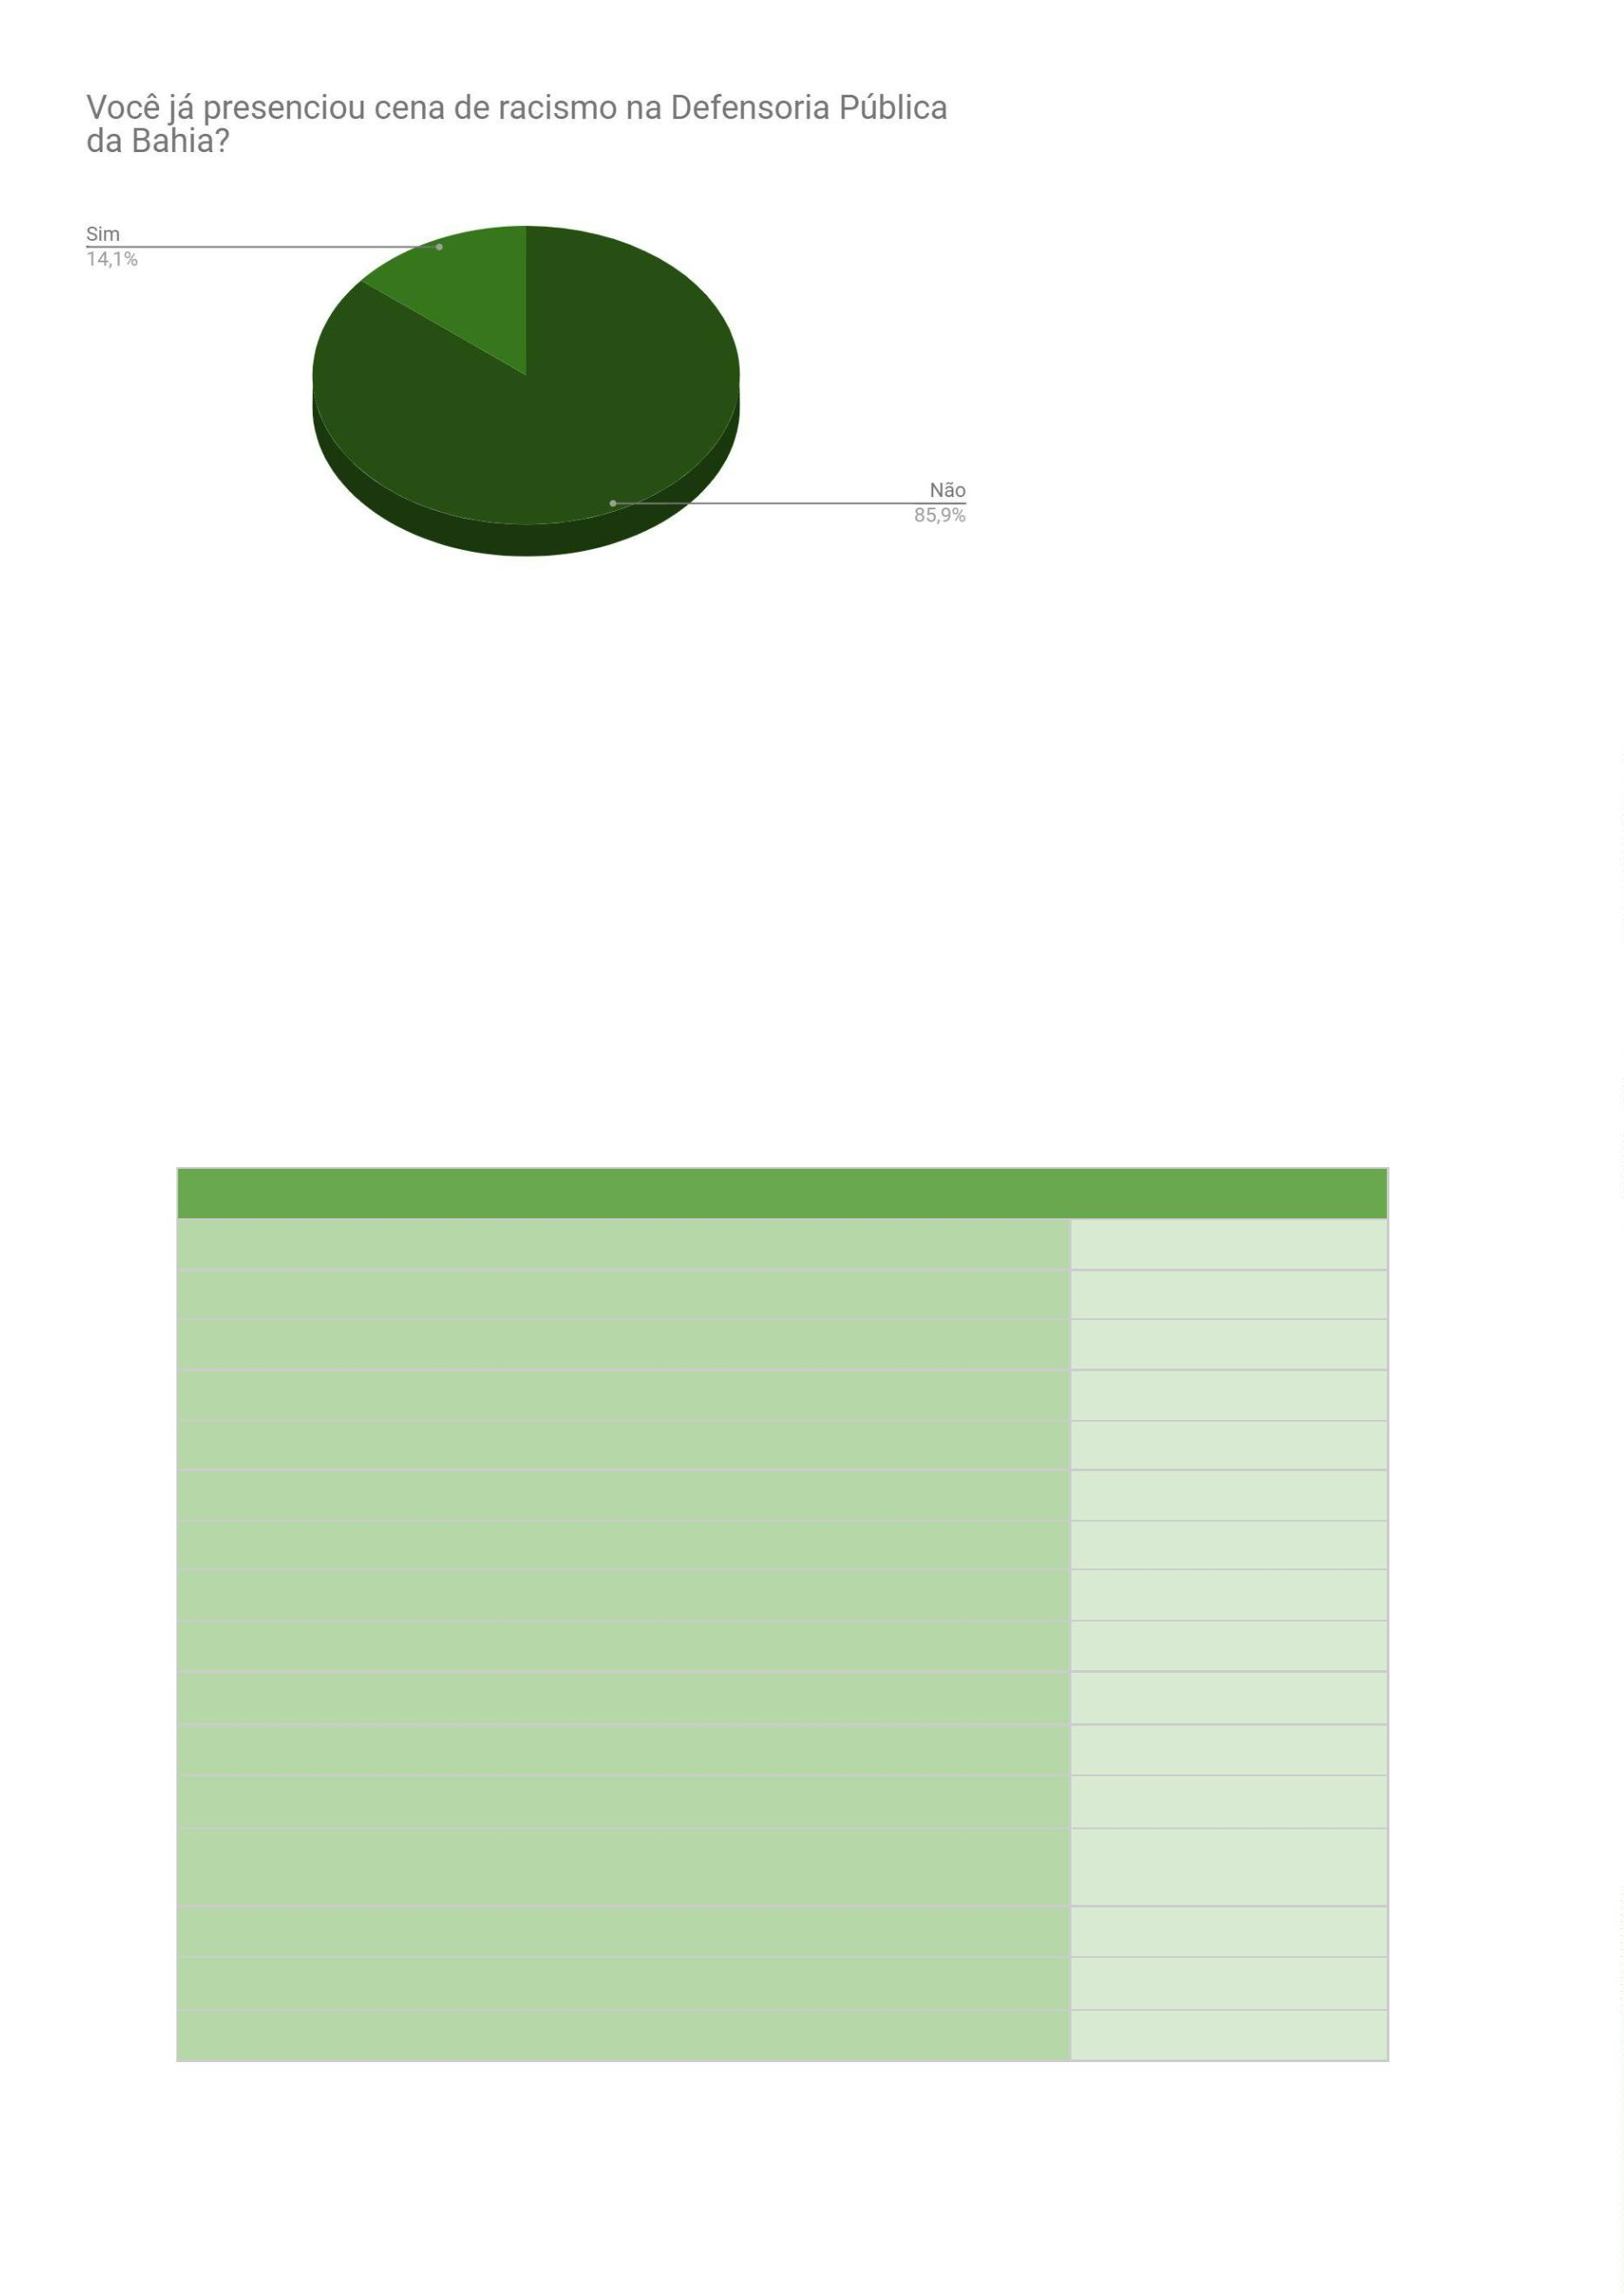 Você já presenciou cena de racismo na Defensoria Pública
da Bahia?
Sim
14,1%
Não
85,9%